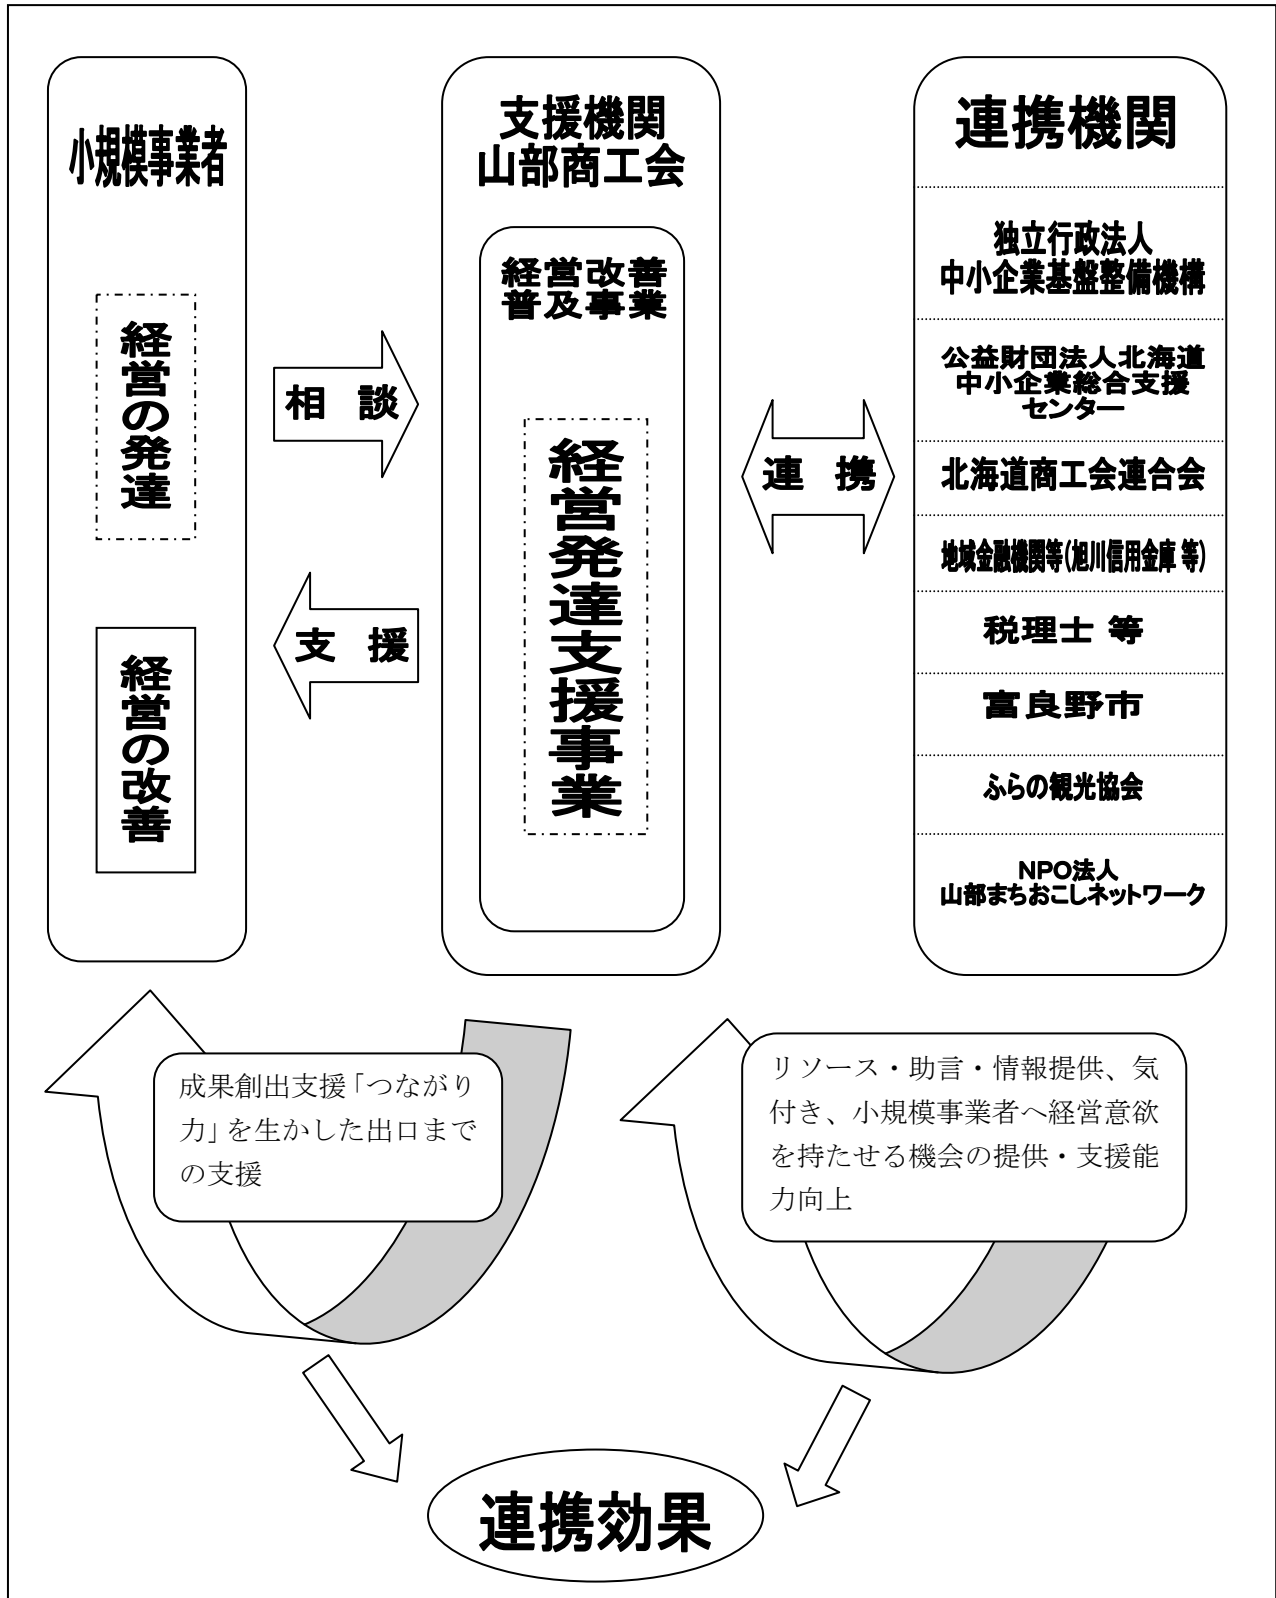 小規模事業者
経営の発達
経営の改善
相 談
支 援
支援機関
山部商工会
経営改善
普及事業
経営発達支援事業
連 携
連携機関
独立行政法人
中小企業基盤整備機構
公益財団法人北海道
中小企業総合支援
センター
北海道商工会連合会
地域金融機関等(旭川信用金庫 等)
税理士 等
富良野市
ふらの観光協会
NPO法人
山部まちおこしネットワーク
成果創出支援「つながり
力」を生かした出口まで
の支援
リソース・助言・情報提供、気
付き、小規模事業者へ経営意欲
を持たせる機会の提供・支援能
力向上
連携効果